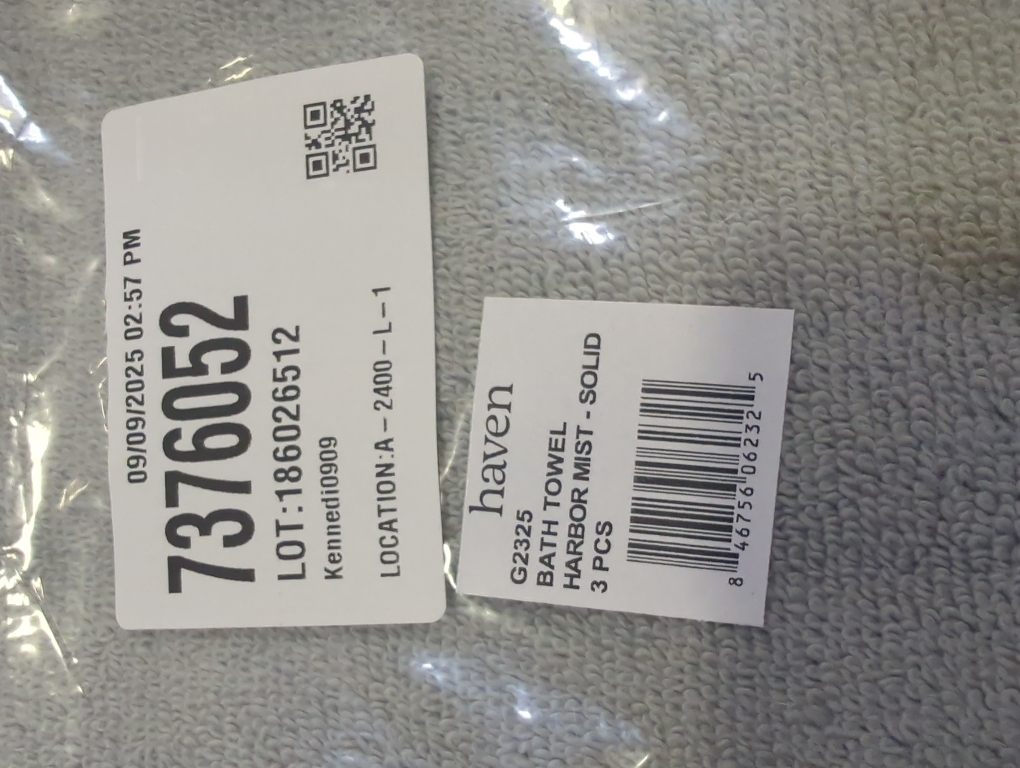 09/09/2025 02:57 PM
7376052
LOT:186026512
Kennedi0909
LOCATION:A-2400-L-1
haven
G2325
BATH TOWEL
HARBOR MIST - SOLID
3 PCS
8 46756 06232 5